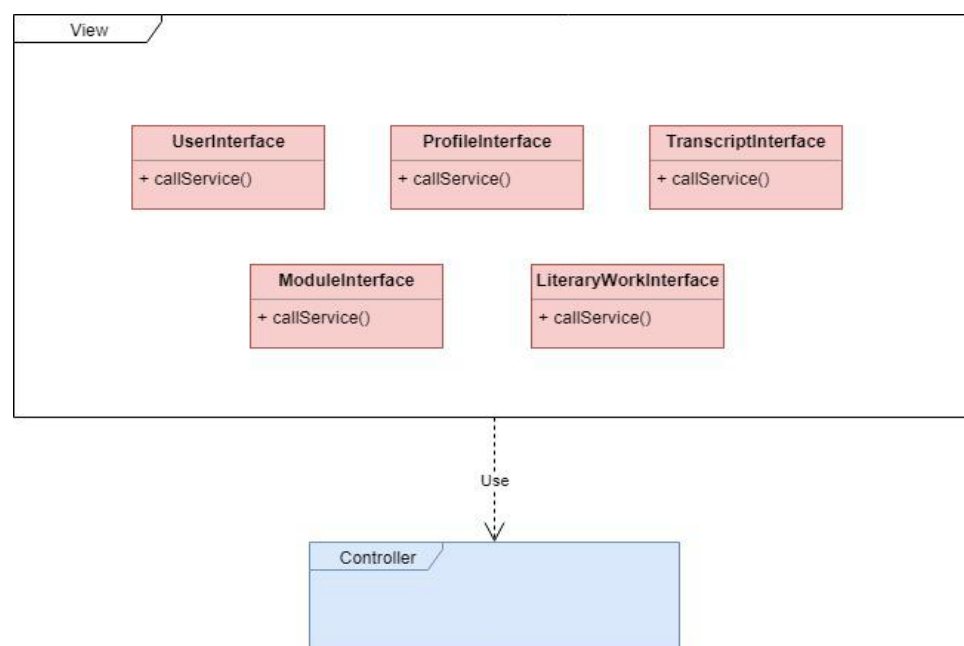 View
UserInterface
+ callService()
ProfileInterface
+ callService()
TranscriptInterface
+ callService()
ModuleInterface
+ callService()
LiteraryWorkInterface
+ callService()
Use
Controller